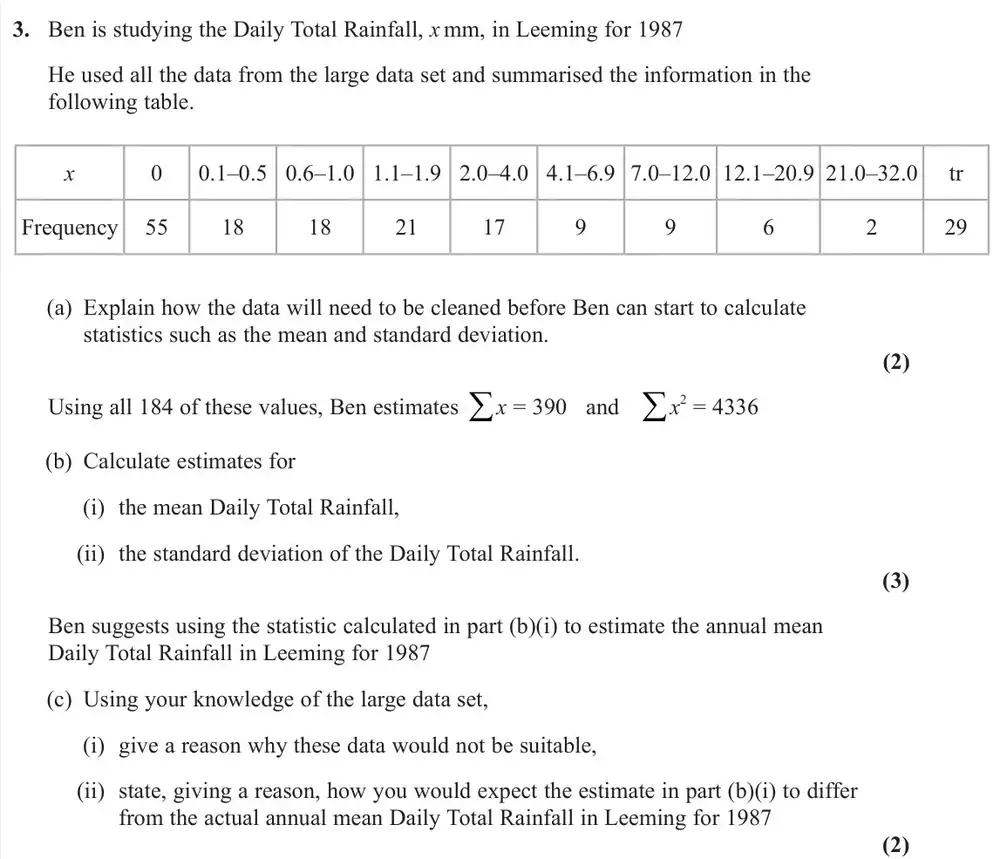 3. Ben is studying the Daily Total Rainfall, x mm, in Leeming for 1987
He used all the data from the large data set and summarised the information in the
following table.
x 0 0.1–0.5 0.6–1.0 1.1–1.9 2.0–4.0 4.1–6.9 7.0–12.0 12.1–20.9 21.0–32.0 tr
Frequency 55 18 18 21 17 9 9 6 2 29
(a) Explain how the data will need to be cleaned before Ben can start to calculate
statistics such as the mean and standard deviation.
(2)
Using all 184 of these values, Ben estimates ∑x = 390 and ∑x² = 4336
(b) Calculate estimates for
(i) the mean Daily Total Rainfall,
(ii) the standard deviation of the Daily Total Rainfall.
(3)
Ben suggests using the statistic calculated in part (b)(i) to estimate the annual mean
Daily Total Rainfall in Leeming for 1987
(c) Using your knowledge of the large data set,
(i) give a reason why these data would not be suitable,
(ii) state, giving a reason, how you would expect the estimate in part (b)(i) to differ
from the actual annual mean Daily Total Rainfall in Leeming for 1987
(2)